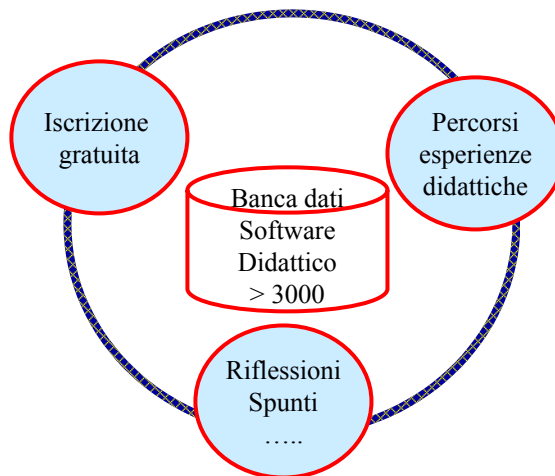 Iscrizione
gratuita
Percorsi
esperienze
didattiche
Banca dati
Software
Didattico
> 3000
Riflessioni
Spunti
…..